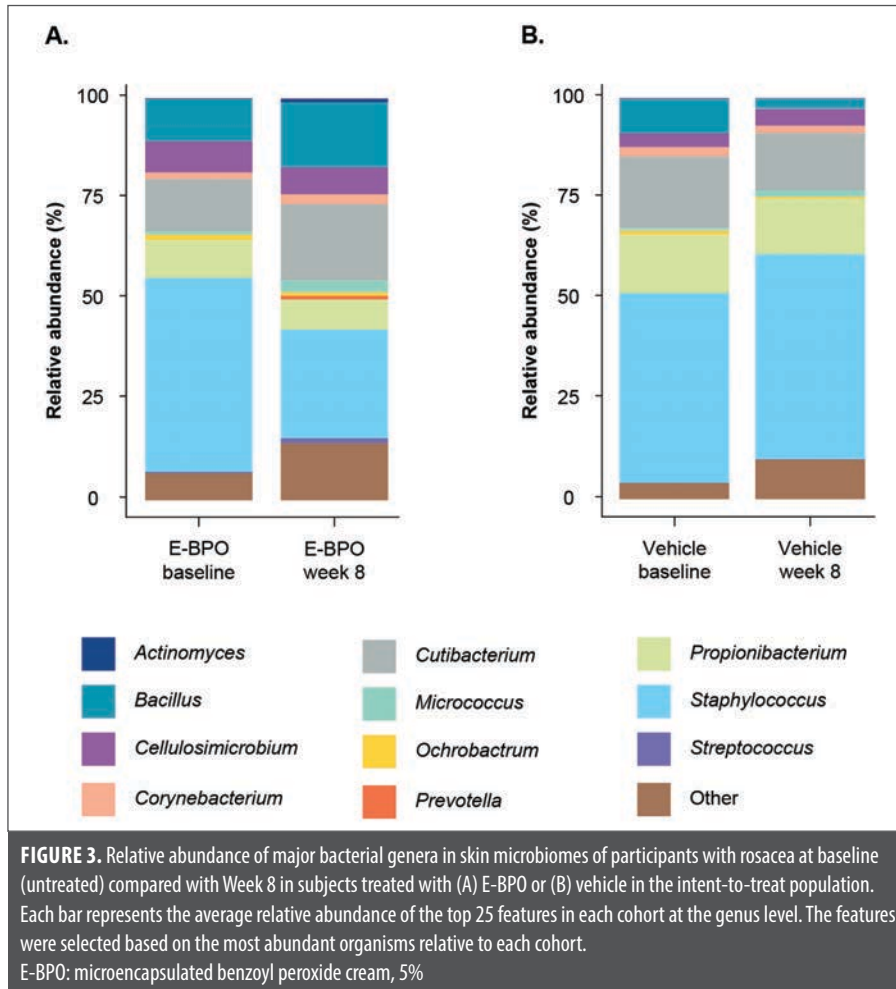 A.
B.
100
75
50
25
0
Relative abundance (%)
E-BPO
baseline
E-BPO
week 8
100
75
50
25
0
Relative abundance (%)
Vehicle
baseline
Vehicle
week 8
Actinomyces
Bacillus
Cellulosimicrobium
Corynebacterium
Cutibacterium
Micrococcus
Ochrobactrum
Prevotella
Propionibacterium
Staphylococcus
Streptococcus
Other
FIGURE 3. Relative abundance of major bacterial genera in skin microbiomes of participants with rosacea at baseline
(untreated) compared with Week 8 in subjects treated with (A) E-BPO or (B) vehicle in the intent-to-treat population.
Each bar represents the average relative abundance of the top 25 features in each cohort at the genus level. The features
were selected based on the most abundant organisms relative to each cohort.
E-BPO: microencapsulated benzoyl peroxide cream, 5%